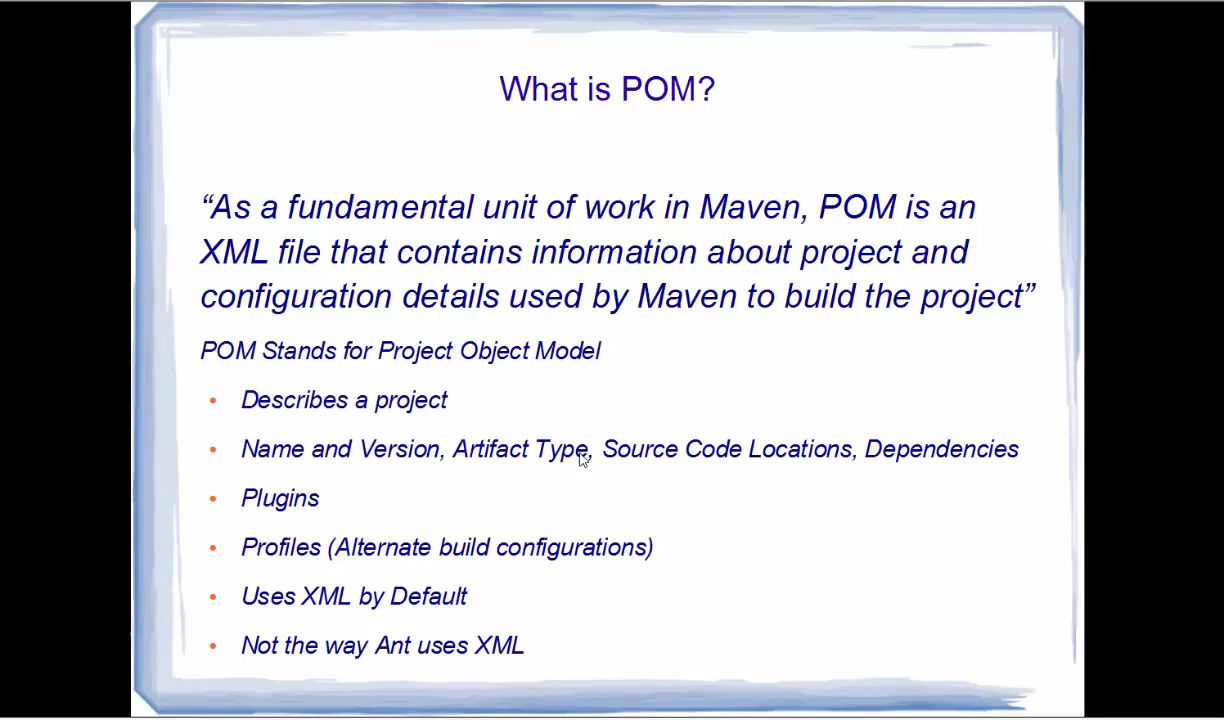 What is POM?
“As a fundamental unit of work in Maven, POM is an
XML file that contains information about project and
configuration details used by Maven to build the project”
POM Stands for Project Object Model
• Describes a project
• Name and Version, Artifact Type, Source Code Locations, Dependencies
• Plugins
• Profiles (Alternate build configurations)
• Uses XML by Default
• Not the way Ant uses XML